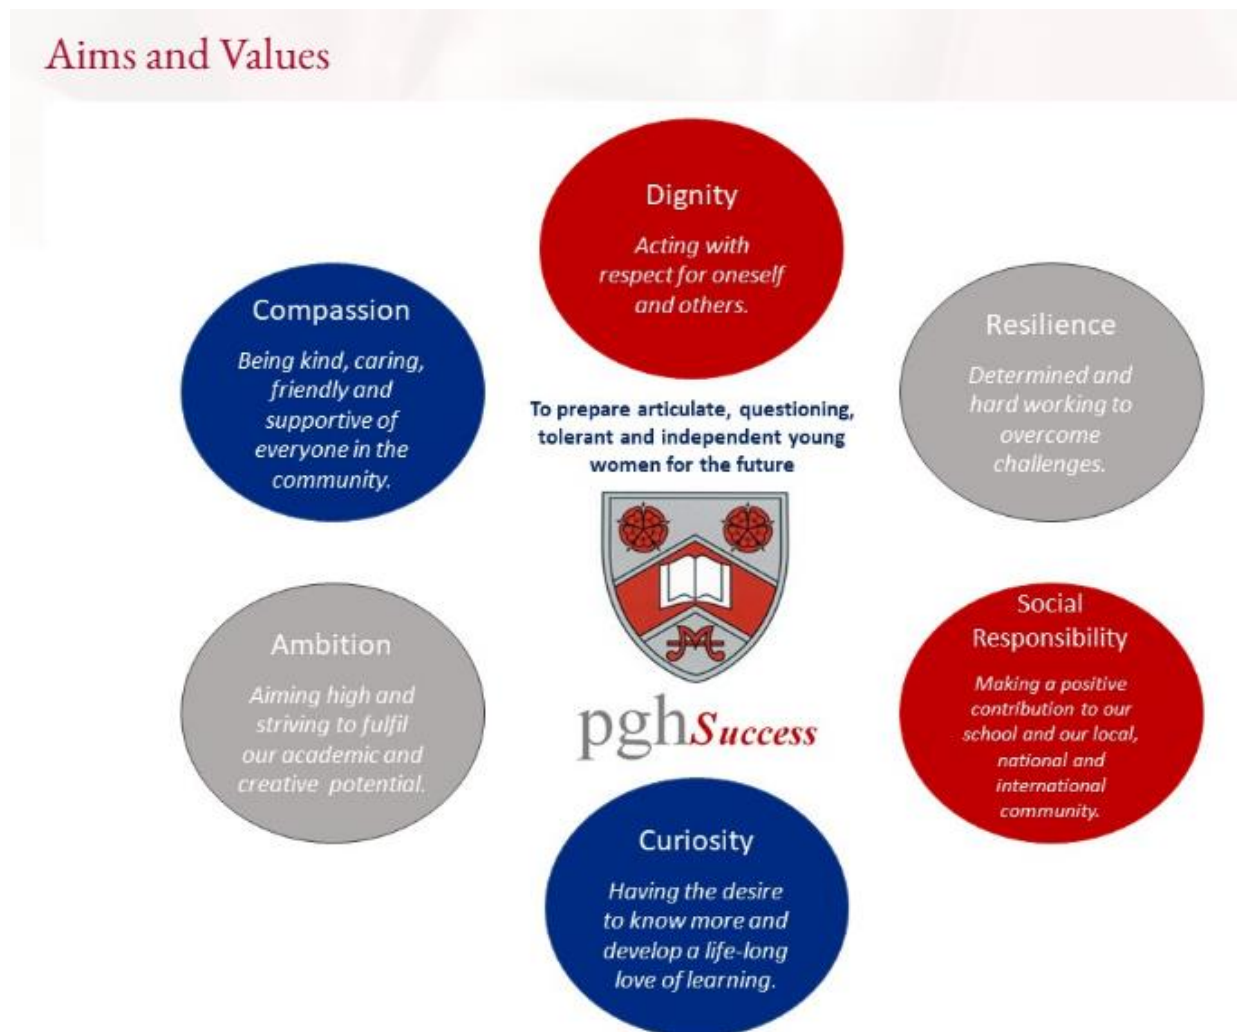 Aims and Values
Dignity
Acting with
respect for oneself
and others.
Compassion
Being kind, caring,
friendly and
supportive of
everyone in the
community.
Resilience
Determined and
hard working to
overcome
challenges.
To prepare articulate, questioning,
tolerant and independent young
women for the future
Ambition
Aiming high and
striving to fulfil
our academic and
creative potential.
Social
Responsibility
Making a positive
contribution to our
school and our local,
national and
international
community.
M
pghSuccess
Curiosity
Having the desire
to know more and
develop a life-long
love of learning.